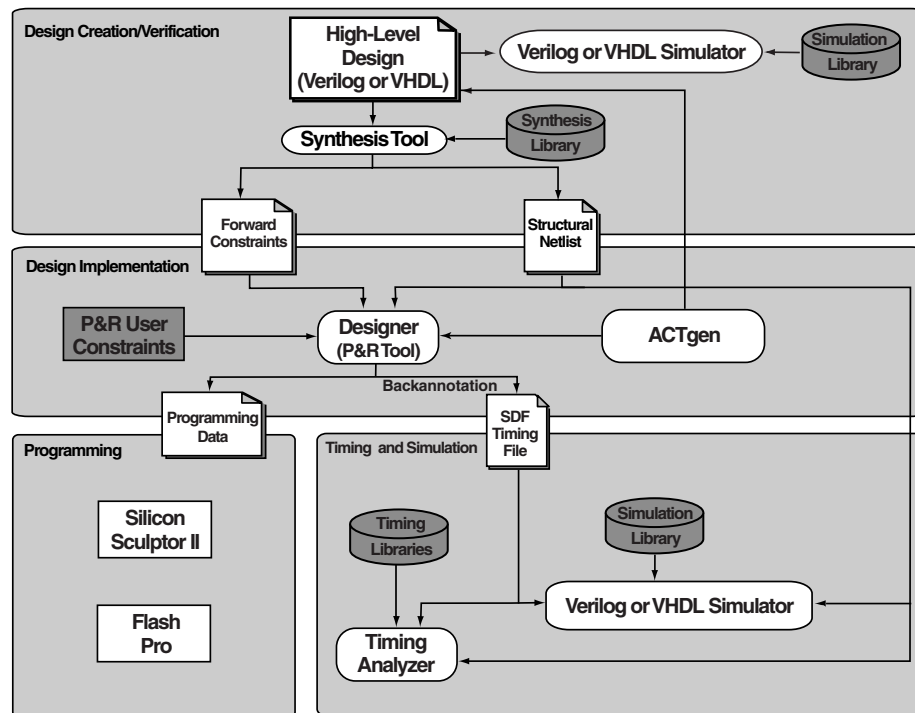 Design Creation/Verification
High-Level
Design
(Verilog or VHDL)
Verilog or VHDL Simulator
Simulation
Library
Synthesis Tool
Synthesis
Library
Forward
Constraints
Structural
Netlist
Design Implementation
P&R User
Constraints
Designer
(P&R Tool)
ACTgen
Backannotation
Programming
Data
SDF
Timing
File
Programming
Silicon
Sculptor II
Flash
Pro
Timing and Simulation
Timing
Libraries
Simulation
Library
Verilog or VHDL Simulator
Timing
Analyzer